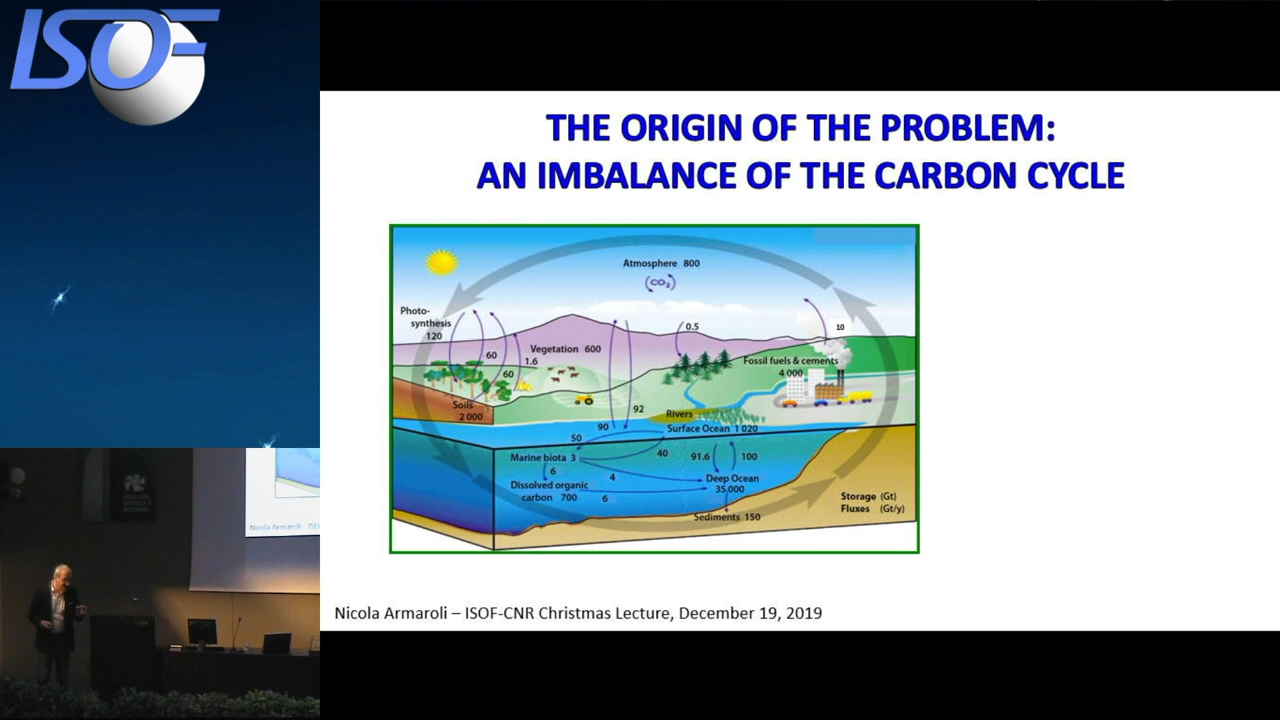 ISOF
THE ORIGIN OF THE PROBLEM:
AN IMBALANCE OF THE CARBON CYCLE
Atmosphere 800
(CO2)
Photo-
synthesis
120
60
60
1.6
Vegetation 600
0.5
10
Fossil fuels & cements
4 000
Soils
2 000
92
90
Rivers
Surface Ocean 1 020
50
Marine biota 3
40
91.6
100
6
4
Deep Ocean
35 000
Dissolved organic
carbon 700
6
Sediments 150
Storage (Gt)
Fluxes (Gt/y)
Nicola Armaroli – ISOF-CNR Christmas Lecture, December 19, 2019
Nicola Armaroli - ISO